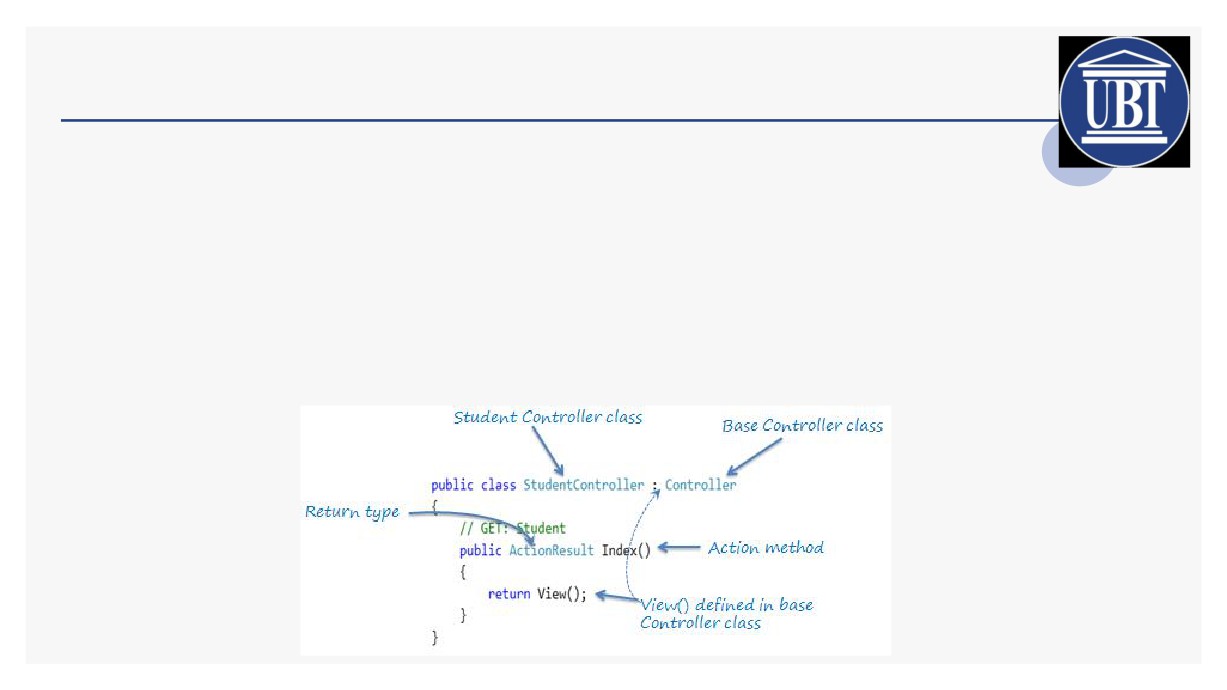 UBT
Student Controller class
Base Controller class
public class StudentController : Controller
{
Return type
// GET: Student
public ActionResult Index()
Action method
{
return View();
View() defined in base
Controller class
}
}